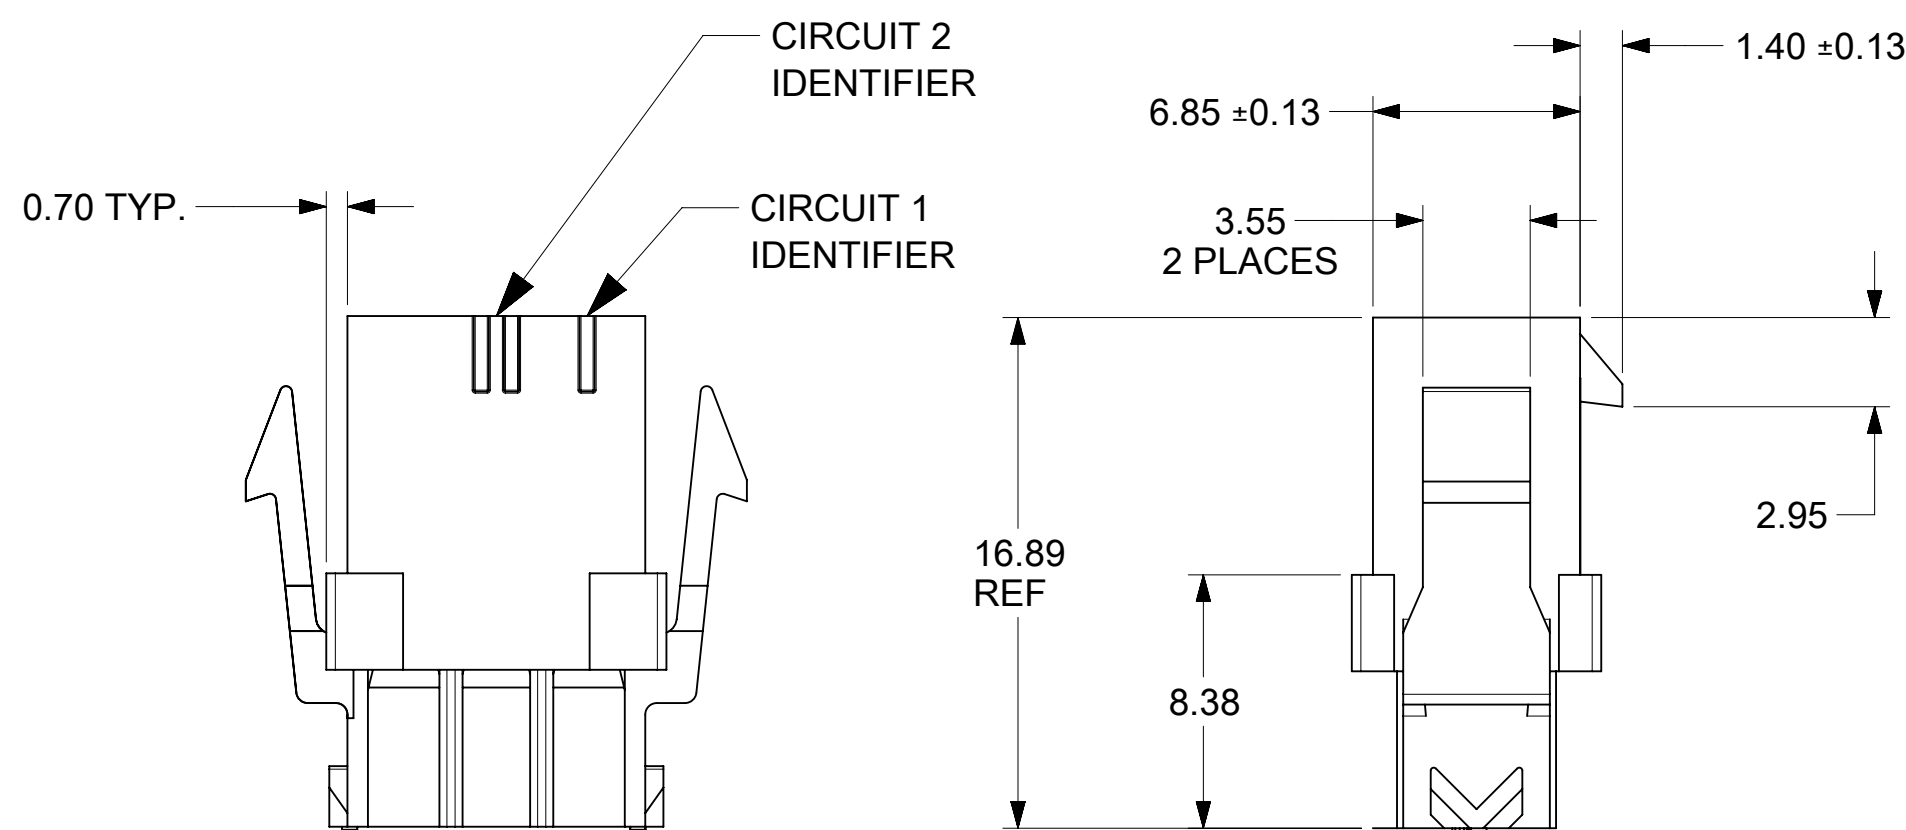 CIRCUIT 2
IDENTIFIER
1.40 ±0.13
6.85 ±0.13
0.70 TYP.
CIRCUIT 1
IDENTIFIER
3.55
2 PLACES
2.95
16.89
REF
8.38